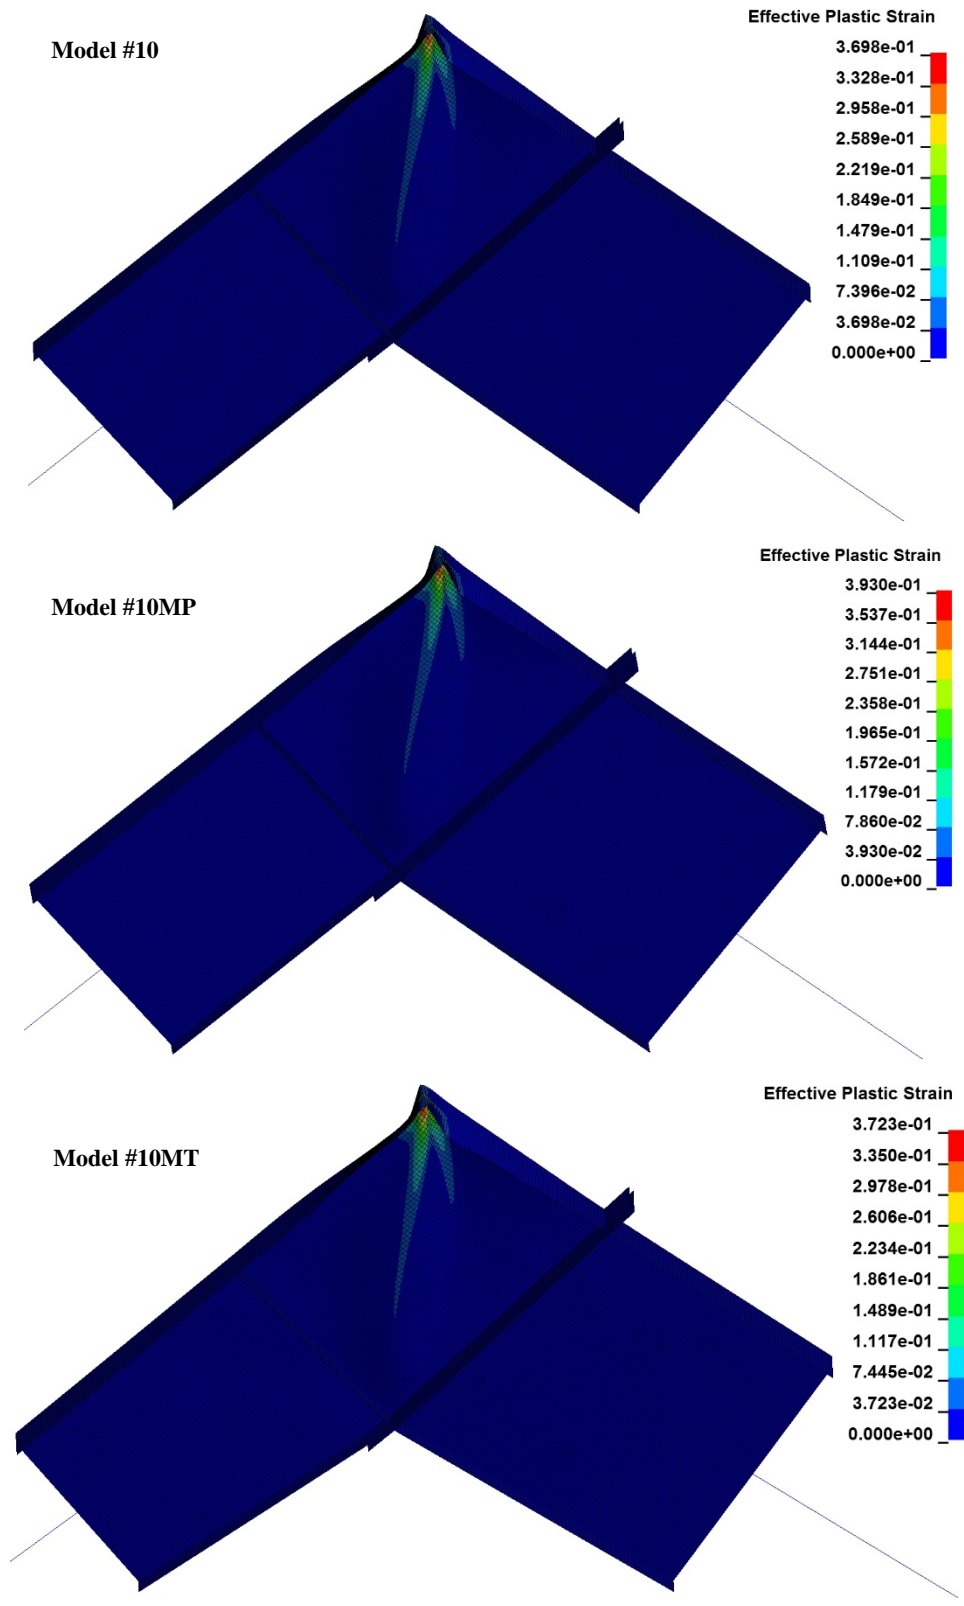 Effective Plastic Strain
Model #10
3.698e-01
3.328e-01
2.958e-01
2.589e-01
2.219e-01
1.849e-01
1.479e-01
1.109e-01
7.396e-02
3.698e-02
0.000e+00
Effective Plastic Strain
Model #10MP
3.930e-01
3.537e-01
3.144e-01
2.751e-01
2.358e-01
1.965e-01
1.572e-01
1.179e-01
7.860e-02
3.930e-02
0.000e+00
Effective Plastic Strain
Model #10MT
3.723e-01
3.350e-01
2.978e-01
2.606e-01
2.234e-01
1.861e-01
1.489e-01
1.117e-01
7.445e-02
3.723e-02
0.000e+00